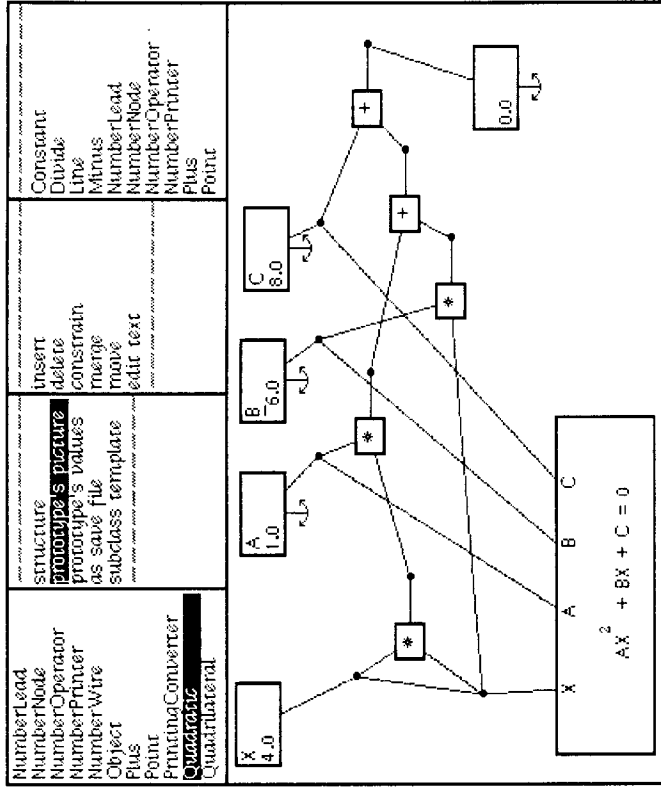 NumberLead
NumberNode
NumberOperator
NumberPrinter
NumberWire
Object
Plus
Point
PrintingConverter
Quadratic
Quadrilateral
structure
prototype's picture
prototype's values
as save file
subclass template
insert
delete
constrain
merge
move
edit text
Constant
Divide
Line
Minus
NumberLead
NumberNode
NumberOperator
NumberPrinter
Plus
Point
X
4.0
A
1.0
B
-6.0
C
8.0
*
*
*
+
+
0.0
X A B C
AX² + BX + C = 0